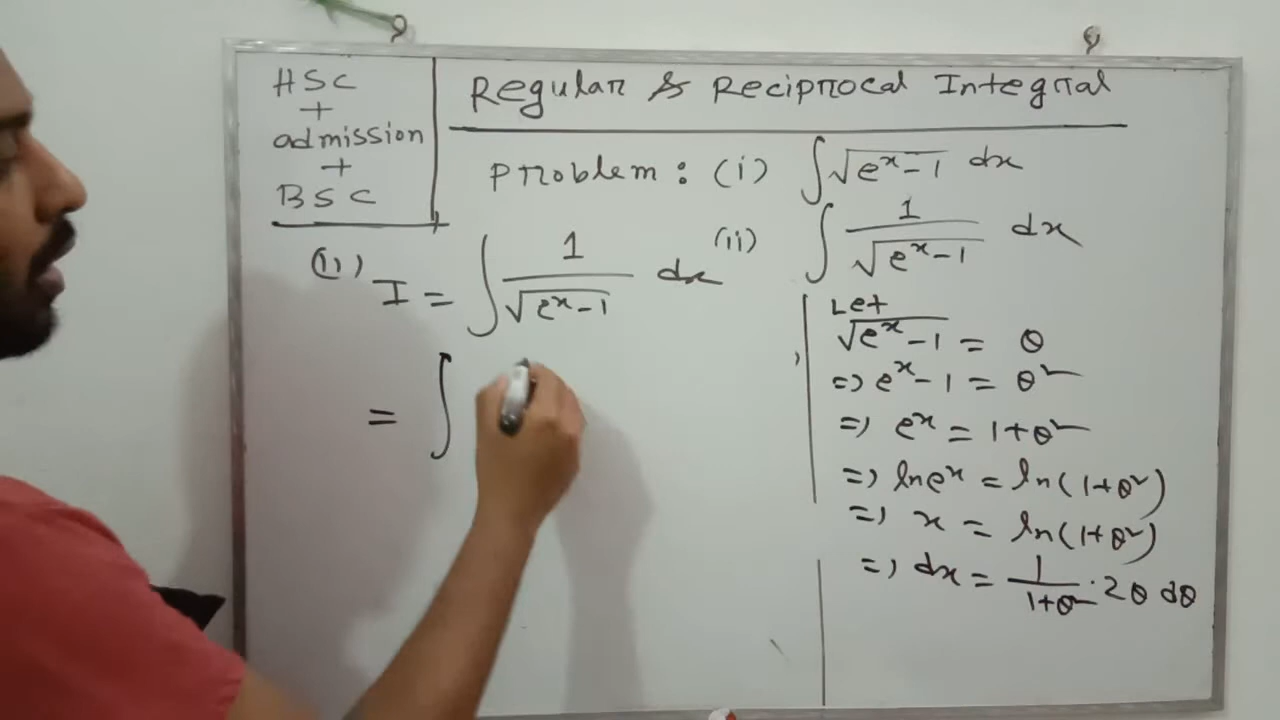 HSC
+
admission
+
BSC
Regular & Reciprocal Integral
Problem : (i) ∫√(eˣ-1) dx
(ii) ∫ 1/√(eˣ-1) dx
(ii) I = ∫ 1/√(eˣ-1) dx
= ∫
Let
√(eˣ-1) = θ
=> eˣ-1 = θ²
=> eˣ = 1+θ²
=> ln eˣ = ln(1+θ²)
=> x = ln(1+θ²)
=> dx = 1/(1+θ²) · 2θ dθ